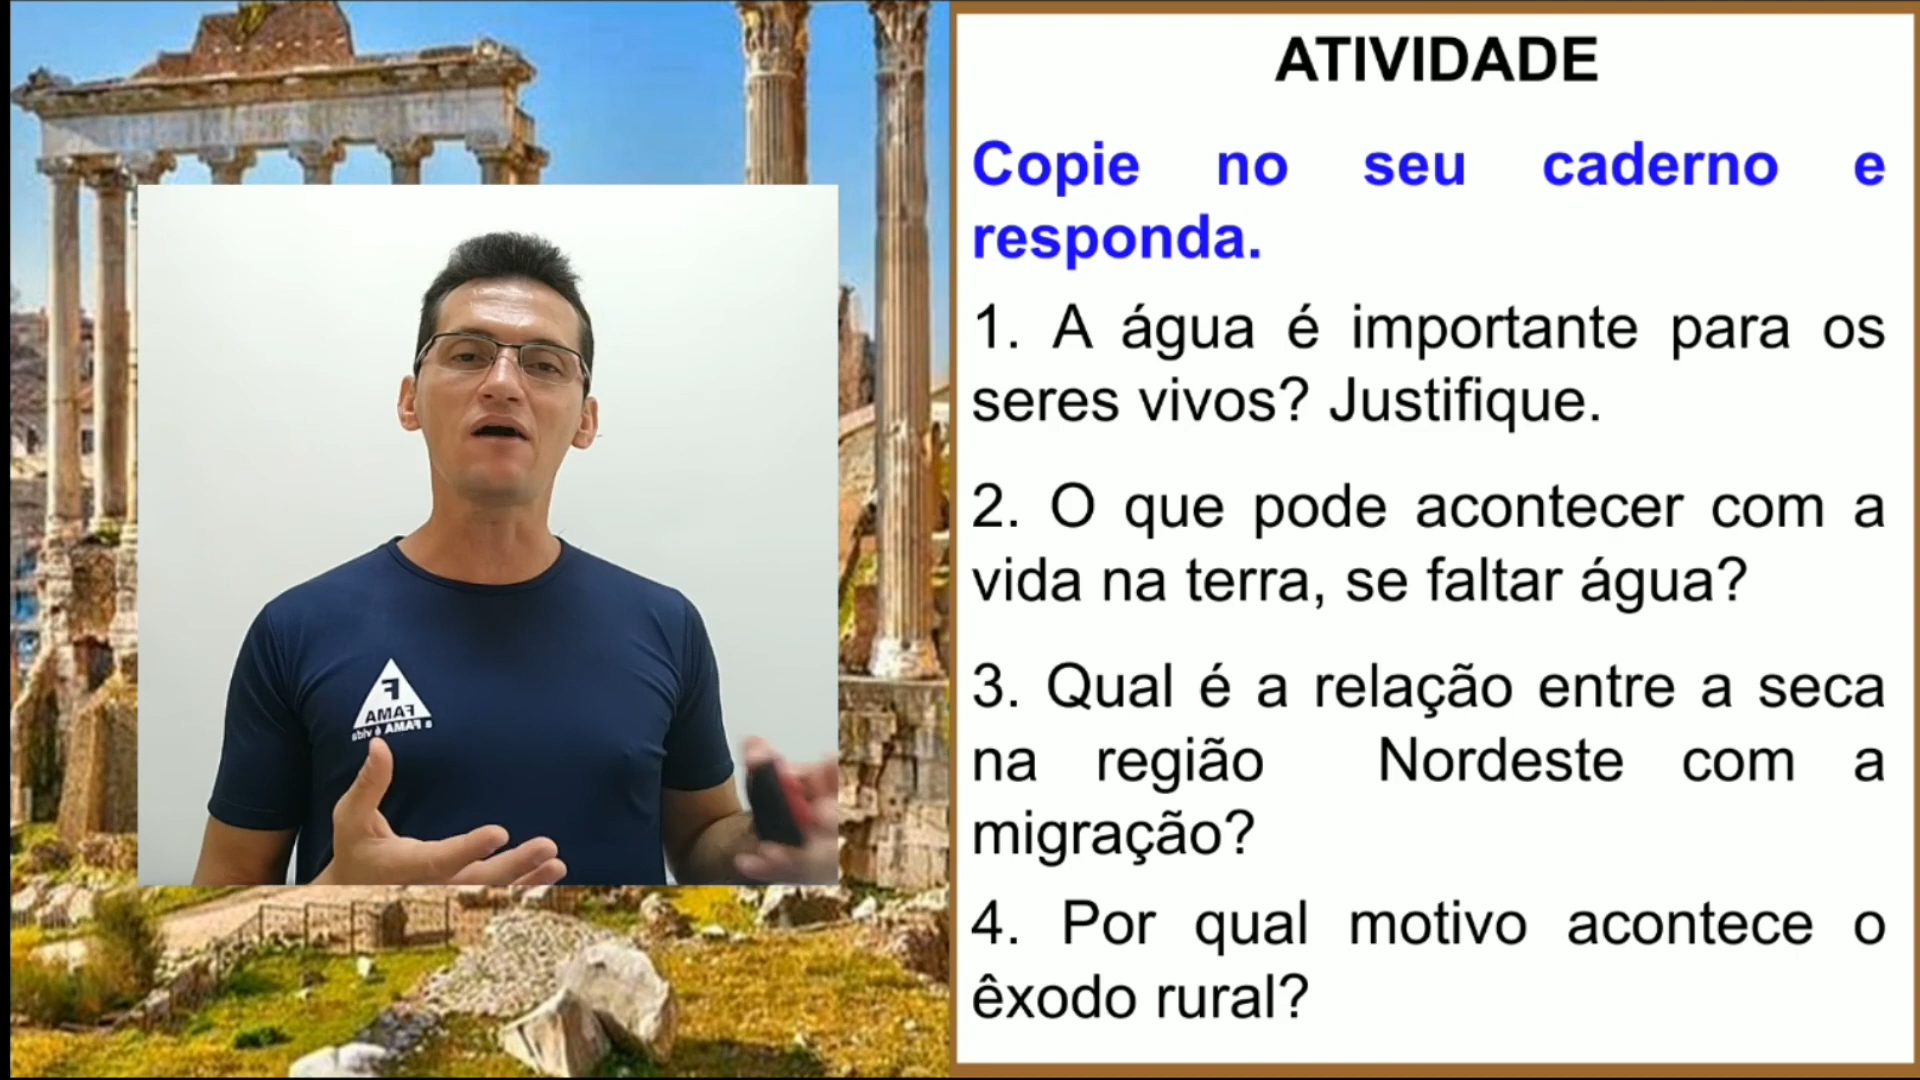 ATIVIDADE
Copie no seu caderno e
responda.
1. A água é importante para os
seres vivos? Justifique.
2. O que pode acontecer com a
vida na terra, se faltar água?
3. Qual é a relação entre a seca
na região Nordeste com a
migração?
4. Por qual motivo acontece o
êxodo rural?
F
FAMA
a FAMA é vida